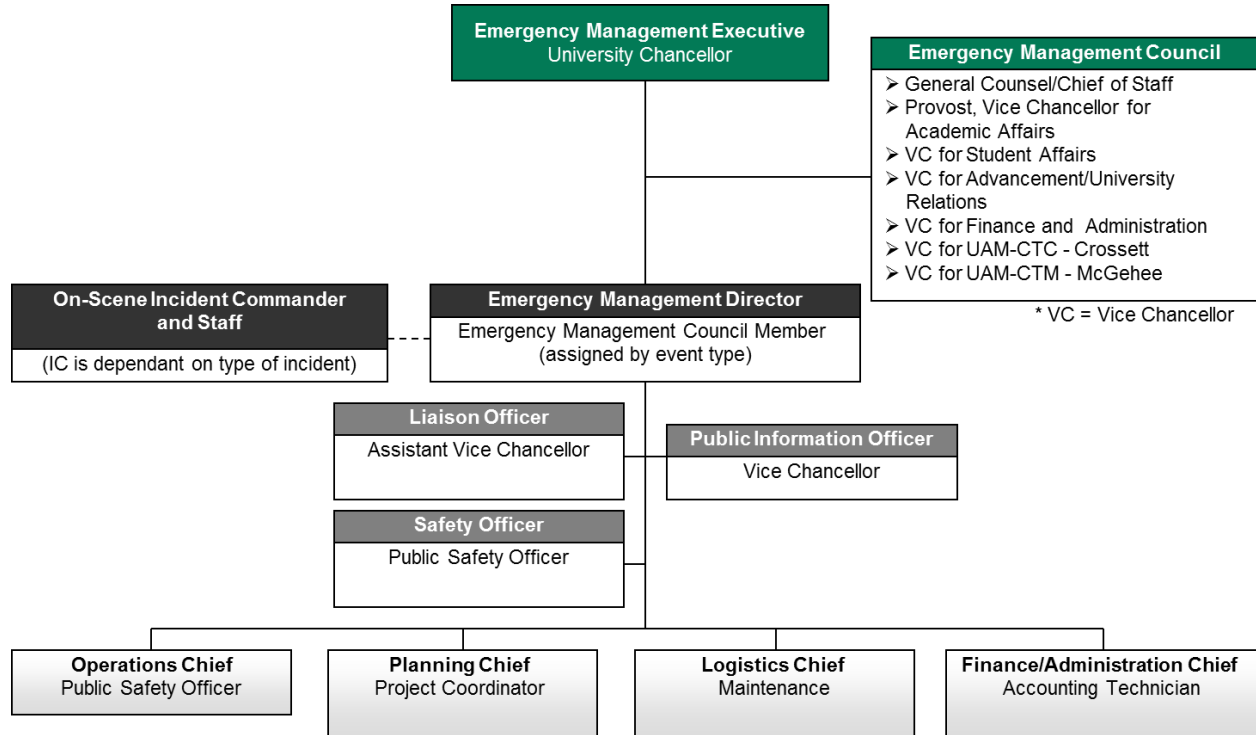 Emergency Management Executive
University Chancellor
Emergency Management Council
➢ General Counsel/Chief of Staff
➢ Provost, Vice Chancellor for
Academic Affairs
➢ VC for Student Affairs
➢ VC for Advancement/University
Relations
➢ VC for Finance and Administration
➢ VC for UAM-CTC - Crossett
➢ VC for UAM-CTM - McGehee
* VC = Vice Chancellor
On-Scene Incident Commander
and Staff
(IC is dependant on type of incident)
Emergency Management Director
Emergency Management Council Member
(assigned by event type)
Liaison Officer
Assistant Vice Chancellor
Public Information Officer
Vice Chancellor
Safety Officer
Public Safety Officer
Operations Chief
Public Safety Officer
Planning Chief
Project Coordinator
Logistics Chief
Maintenance
Finance/Administration Chief
Accounting Technician